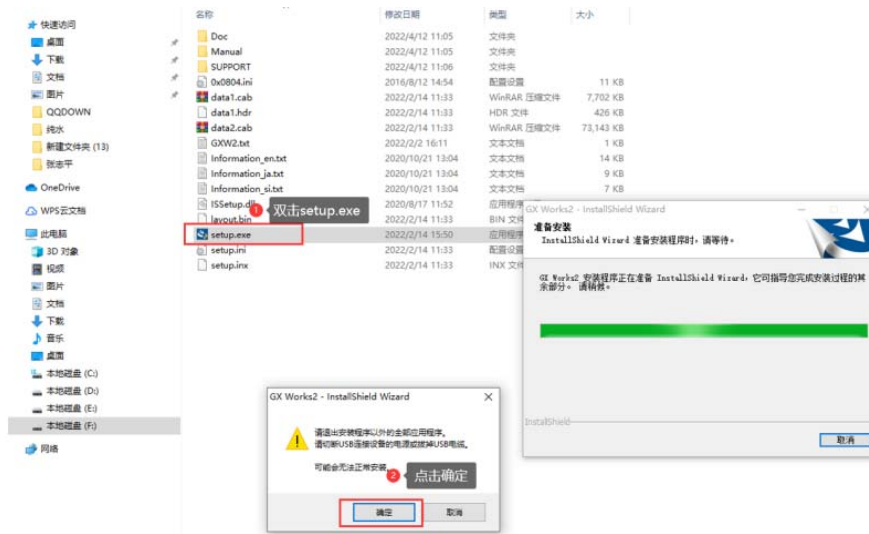 名称 修改日期 类型 大小
快速访问
桌面
下载
文档
图片
QQDOWN
纯水
新建文件夹 (13)
张志平
OneDrive
WPS云文档
此电脑
3D 对象
视频
图片
文档
下载
音乐
桌面
本地磁盘 (C:)
本地磁盘 (D:)
本地磁盘 (E:)
本地磁盘 (F:)
网络
Doc 2022/4/12 11:05 文件夹
Manual 2022/4/12 11:05 文件夹
SUPPORT 2022/4/12 11:06 文件夹
0x0804.ini 2016/8/12 14:54 配置设置 11 KB
data1.cab 2022/2/14 11:33 WinRAR 压缩文件 7,702 KB
data1.hdr 2022/2/14 11:33 HDR 文件 426 KB
data2.cab 2022/2/14 11:33 WinRAR 压缩文件 73,143 KB
GXW2.txt 2022/2/2 16:11 文本文档 1 KB
Information_en.txt 2020/10/21 13:04 文本文档 14 KB
Information_ja.txt 2020/10/21 13:04 文本文档 9 KB
Information_si.txt 2020/10/21 13:04 文本文档 7 KB
ISSetup.dll 2020/8/17 11:52 应用程序
1 双击setup.exe
layout.bin 2022/2/14 11:33 BIN 文件
setup.exe 2022/2/14 15:50 应用程序
setup.ini 2022/2/14 11:33 配置设置
setup.inx 2022/2/14 11:33 INX 文件
GX Works2 - InstallShield Wizard
准备安装
InstallShield Wizard 准备安装程序时,请等待。
GX Works2 安装程序正在准备 InstallShield Wizard,它可指导您完成安装过程的其
余部分。 请稍候。
InstallShield
取消
GX Works2 - InstallShield Wizard
请退出安装程序以外的全部应用程序。
请切断USB连接设备的电源或拔掉USB电缆。
可能会无法正常安装。
2 点击确定
确定 取消